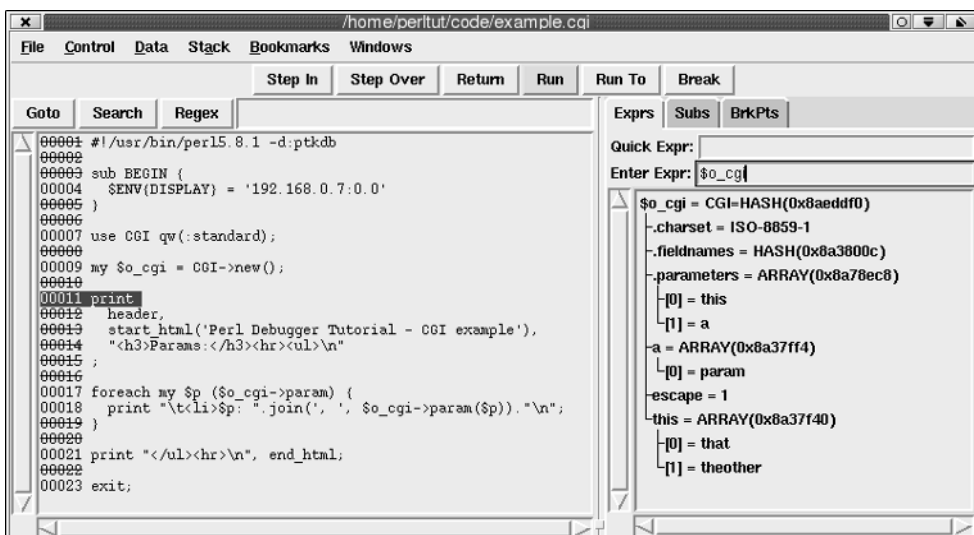 /home/perltut/code/example.cgi
File Control Data Stack Bookmarks Windows
Step In Step Over Return Run Run To Break
Goto Search Regex
00001 #!/usr/bin/perl5.8.1 -d:ptkdb
00002
00003 sub BEGIN {
00004   $ENV{DISPLAY} = '192.168.0.7:0.0'
00005 }
00006
00007 use CGI qw(:standard);
00008
00009 my $o_cgi = CGI->new();
00010
00011 print
00012   header,
00013   start_html('Perl Debugger Tutorial - CGI example'),
00014   "<h3>Params:</h3><hr><ul>\n"
00015 ;
00016
00017 foreach my $p ($o_cgi->param) {
00018   print "\t<li>$p: ".join(', ', $o_cgi->param($p))."\n";
00019 }
00020
00021 print "</ul><hr>\n", end_html;
00022
00023 exit;
Exprs Subs BrkPts
Quick Expr:
Enter Expr: $o_cgi
$o_cgi = CGI=HASH(0x8aeddf0)
.charset = ISO-8859-1
.fieldnames = HASH(0x8a3800c)
.parameters = ARRAY(0x8a78ec8)
[0] = this
[1] = a
a = ARRAY(0x8a37ff4)
[0] = param
escape = 1
this = ARRAY(0x8a37f40)
[0] = that
[1] = theother